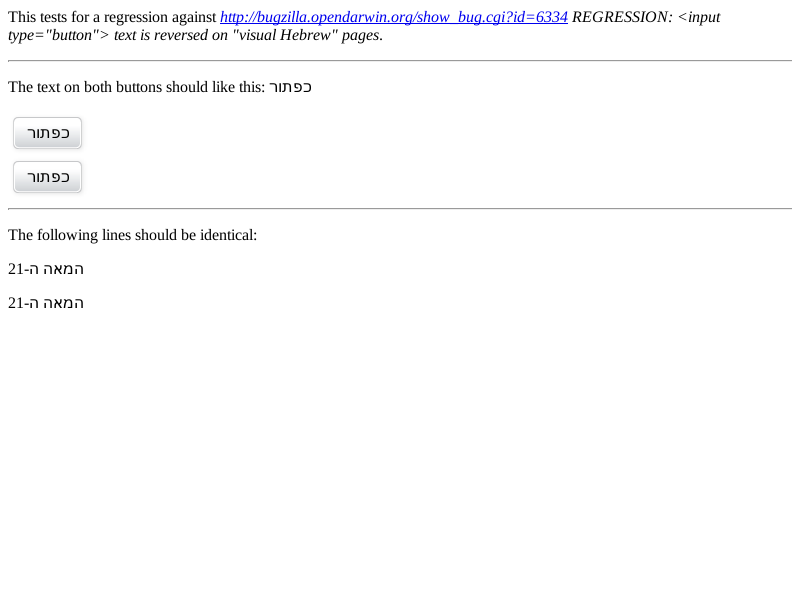 This tests for a regression against http://bugzilla.opendarwin.org/show_bug.cgi?id=6334 REGRESSION: <input
type="button"> text is reversed on "visual Hebrew" pages.
The text on both buttons should like this: כפתור
כפתור
כפתור
The following lines should be identical:
המאה ה-21
המאה ה-21